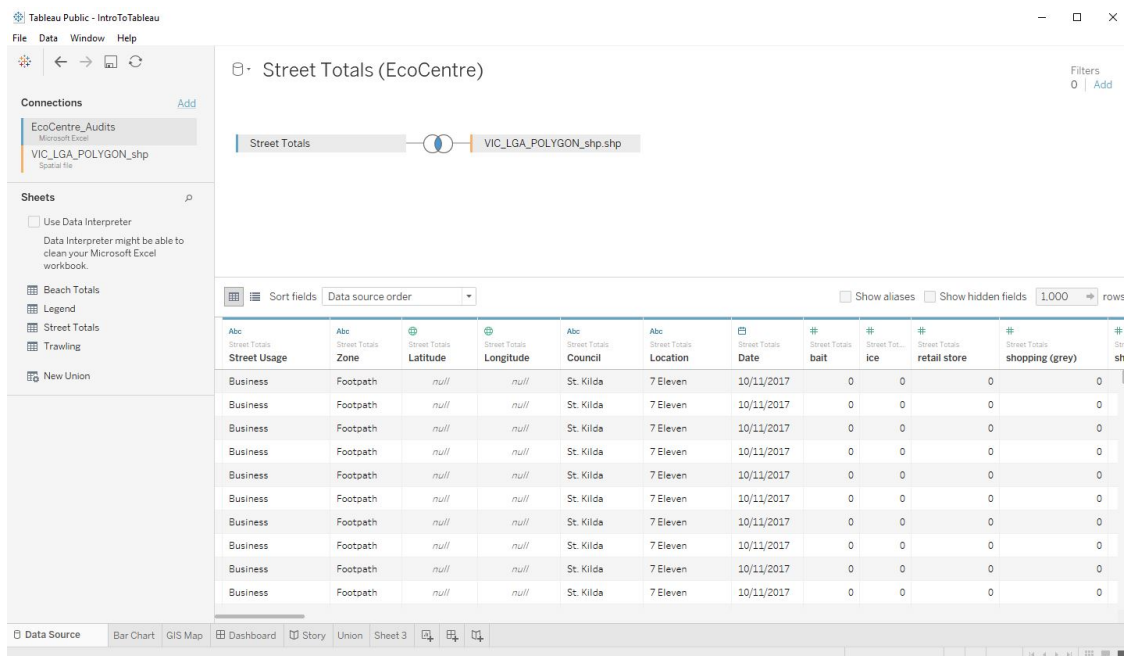 Tableau Public - IntroToTableau
File Data Window Help
Connections Add
EcoCentre_Audits
Microsoft Excel
VIC_LGA_POLYGON_shp
Spatial file
Sheets
Use Data Interpreter
Data Interpreter might be able to
clean your Microsoft Excel
workbook.
Beach Totals
Legend
Street Totals
Trawling
New Union
Street Totals (EcoCentre)
Filters
0 Add
Street Totals VIC_LGA_POLYGON_shp.shp
Sort fields Data source order Show aliases Show hidden fields 1,000 rows
Abc Abc Abc Abc # # # # #
Street Totals Street Totals Street Totals Street Totals Street Totals Street Totals Street Totals Street Totals Street Tot... Street Totals Street Totals Str
Street Usage Zone Latitude Longitude Council Location Date bait ice retail store shopping (grey) sh
Business Footpath null null St. Kilda 7 Eleven 10/11/2017 0 0 0 0
Business Footpath null null St. Kilda 7 Eleven 10/11/2017 0 0 0 0
Business Footpath null null St. Kilda 7 Eleven 10/11/2017 0 0 0 0
Business Footpath null null St. Kilda 7 Eleven 10/11/2017 0 0 0 0
Business Footpath null null St. Kilda 7 Eleven 10/11/2017 0 0 0 0
Business Footpath null null St. Kilda 7 Eleven 10/11/2017 0 0 0 0
Business Footpath null null St. Kilda 7 Eleven 10/11/2017 0 0 0 0
Business Footpath null null St. Kilda 7 Eleven 10/11/2017 0 0 0 0
Business Footpath null null St. Kilda 7 Eleven 10/11/2017 0 0 0 0
Business Footpath null null St. Kilda 7 Eleven 10/11/2017 0 0 0 0
Data Source Bar Chart GIS Map Dashboard Story Union Sheet 3